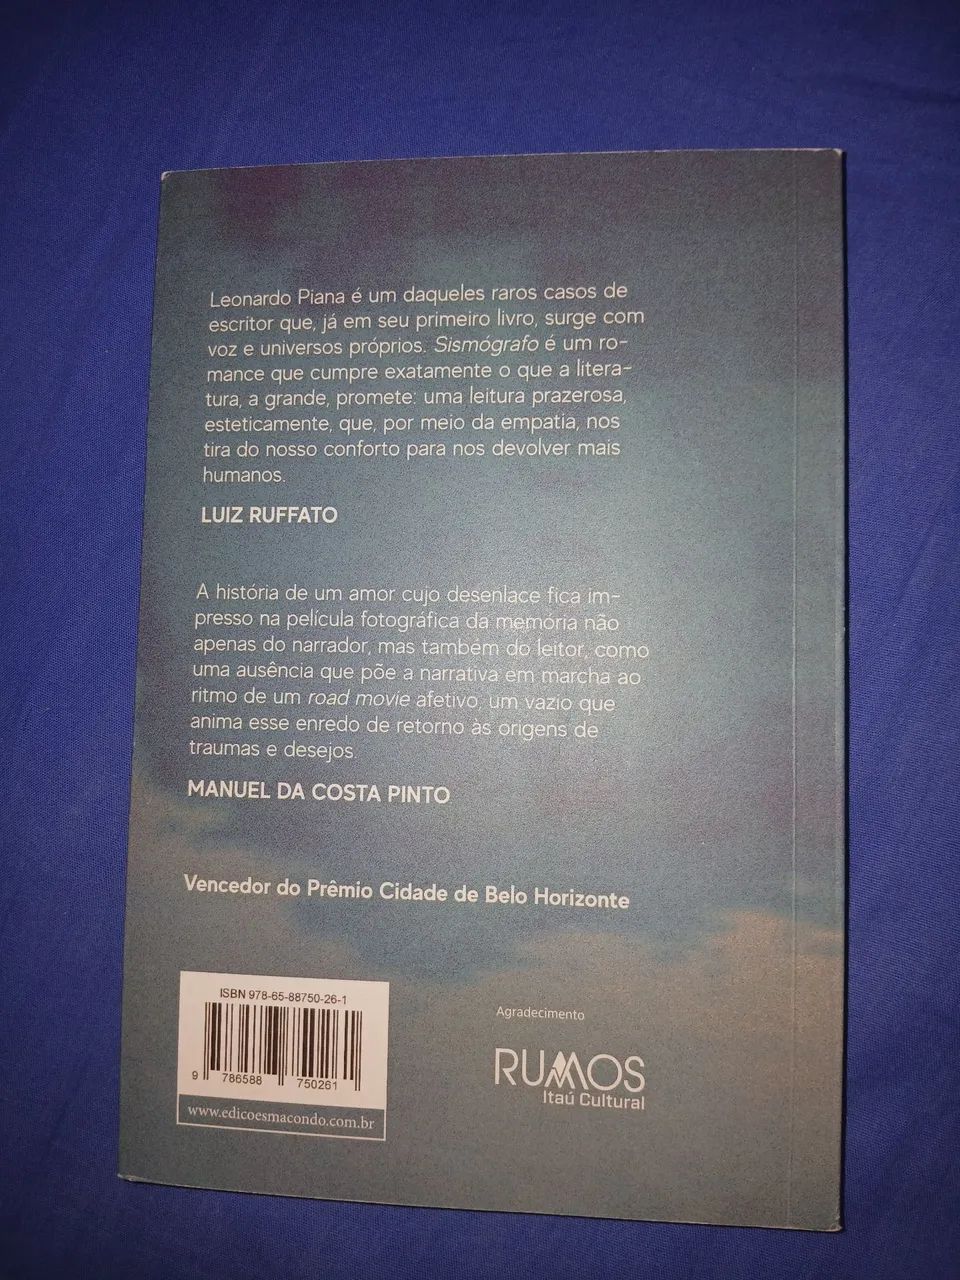 Leonardo Piana é um daqueles raros casos de
escritor que, já em seu primeiro livro, surge com
voz e universos próprios. Sismógrafo é um ro-
mance que cumpre exatamente o que a litera-
tura, a grande, promete: uma leitura prazerosa,
esteticamente, que, por meio da empatia, nos
tira do nosso conforto para nos devolver mais
humanos.
LUIZ RUFFATO
A história de um amor cujo desenlace fica im-
presso na película fotográfica da memória não
apenas do narrador, mas também do leitor, como
uma ausência que põe a narrativa em marcha ao
ritmo de um road movie afetivo, um vazio que
anima esse enredo de retorno às origens de
traumas e desejos.
MANUEL DA COSTA PINTO
Vencedor do Prêmio Cidade de Belo Horizonte
ISBN 978-65-88750-26-1
9 786588 750261
www.edicoesmacondo.com.br
Agradecimento
RUMOS
Itaú Cultural